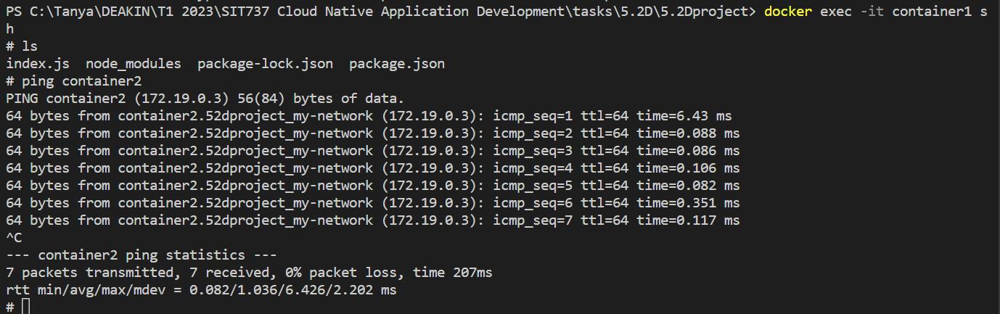 PS C:\Tanya\DEAKIN\T1 2023\SIT737 Cloud Native Application Development\tasks\5.2D\5.2Dproject> docker exec -it container1 s
h
# ls
index.js  node_modules  package-lock.json  package.json
# ping container2
PING container2 (172.19.0.3) 56(84) bytes of data.
64 bytes from container2.52dproject_my-network (172.19.0.3): icmp_seq=1 ttl=64 time=6.43 ms
64 bytes from container2.52dproject_my-network (172.19.0.3): icmp_seq=2 ttl=64 time=0.088 ms
64 bytes from container2.52dproject_my-network (172.19.0.3): icmp_seq=3 ttl=64 time=0.086 ms
64 bytes from container2.52dproject_my-network (172.19.0.3): icmp_seq=4 ttl=64 time=0.106 ms
64 bytes from container2.52dproject_my-network (172.19.0.3): icmp_seq=5 ttl=64 time=0.082 ms
64 bytes from container2.52dproject_my-network (172.19.0.3): icmp_seq=6 ttl=64 time=0.351 ms
64 bytes from container2.52dproject_my-network (172.19.0.3): icmp_seq=7 ttl=64 time=0.117 ms
^C
--- container2 ping statistics ---
7 packets transmitted, 7 received, 0% packet loss, time 207ms
rtt min/avg/max/mdev = 0.082/1.036/6.426/2.202 ms
#